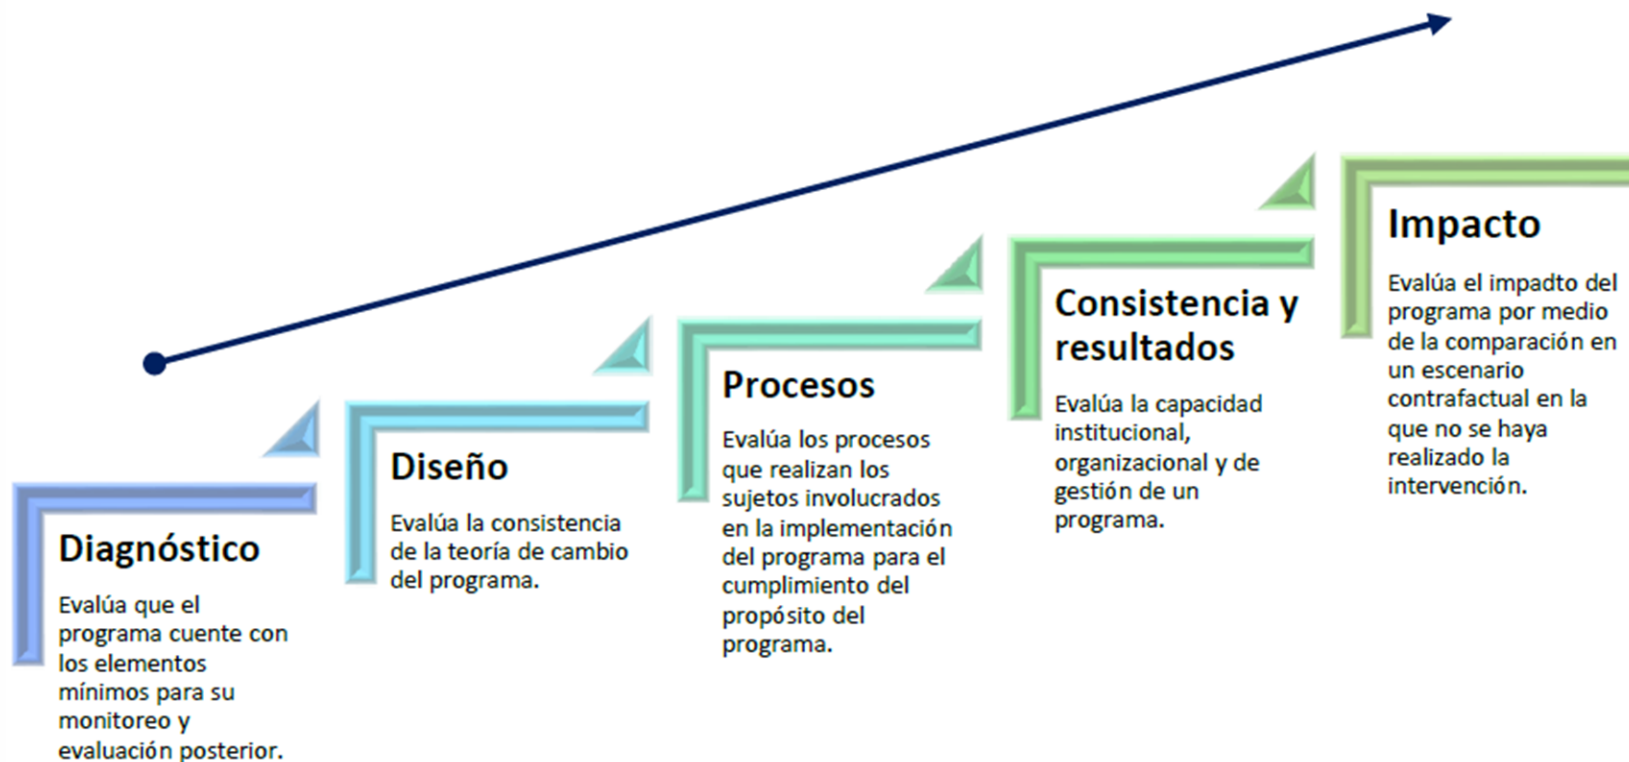 Diagnóstico
Evalúa que el
programa cuente con
los elementos
mínimos para su
monitoreo y
evaluación posterior.
Diseño
Evalúa la consistencia
de la teoría de cambio
del programa.
Procesos
Evalúa los procesos
que realizan los
sujetos involucrados
en la implementación
del programa para el
cumplimiento del
propósito del
programa.
Consistencia y
resultados
Evalúa la capacidad
institucional,
organizacional y de
gestión de un
programa.
Impacto
Evalúa el impadto del
programa por medio
de la comparación en
un escenario
contrafactual en la
que no se haya
realizado la
intervención.